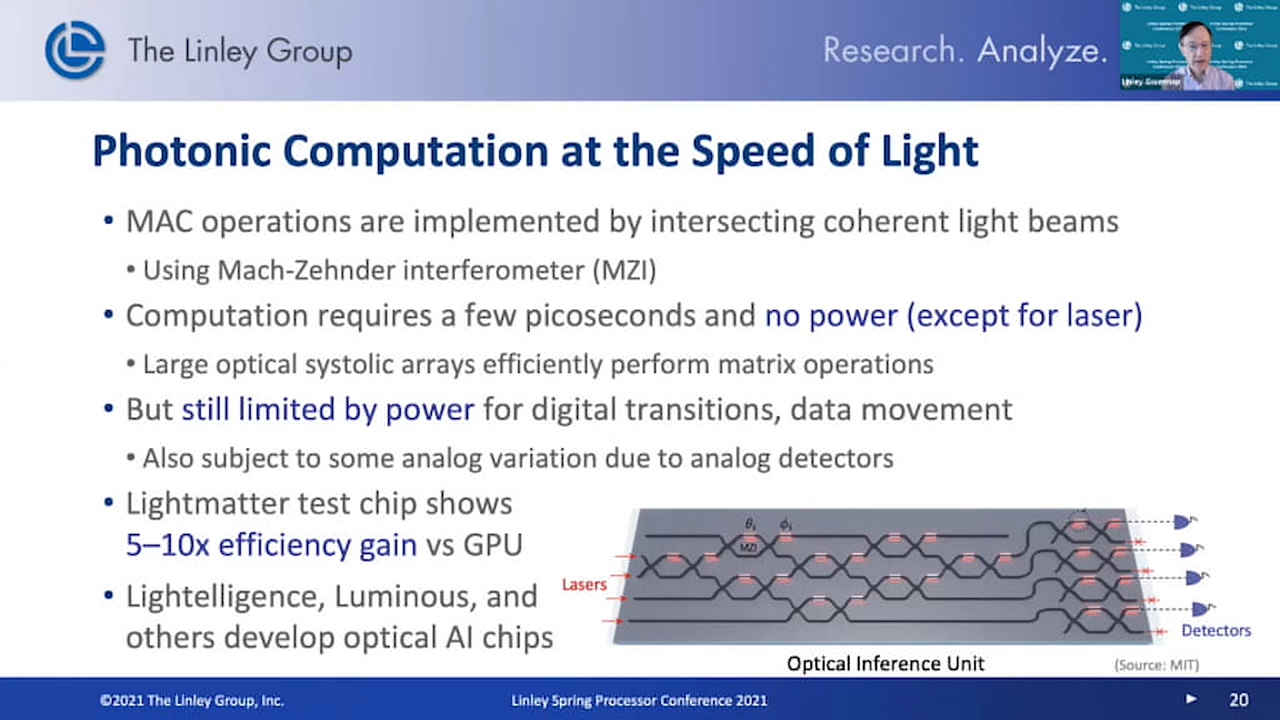 The Linley Group
Research. Analyze.
Linley Gwennap
Photonic Computation at the Speed of Light
• MAC operations are implemented by intersecting coherent light beams
• Using Mach-Zehnder interferometer (MZI)
• Computation requires a few picoseconds and no power (except for laser)
• Large optical systolic arrays efficiently perform matrix operations
• But still limited by power for digital transitions, data movement
• Also subject to some analog variation due to analog detectors
• Lightmatter test chip shows
5–10x efficiency gain vs GPU
• Lightelligence, Luminous, and
others develop optical AI chips
θi ϕi
MZI
Lasers
Detectors
Optical Inference Unit
(Source: MIT)
©2021 The Linley Group, Inc.
Linley Spring Processor Conference 2021
20